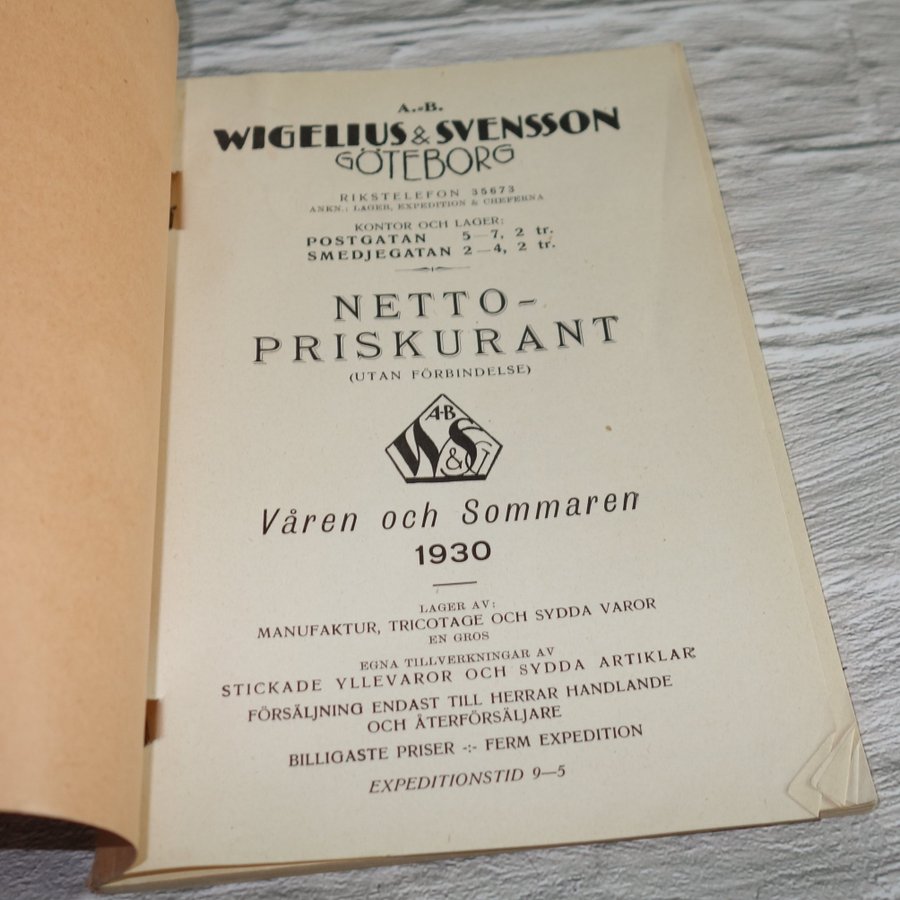 A.-B.
WIGELIUS & SVENSSON
GÖTEBORG
RIKSTELEFON 35673
ANKN.: LAGER, EXPEDITION & CHEFERNA
KONTOR OCH LAGER:
POSTGATAN 5—7, 2 tr.
SMEDJEGATAN 2—4, 2 tr.
NETTO-
PRISKURANT
(UTAN FÖRBINDELSE)
A-B
WS
&G
Våren och Sommaren
1930
LAGER AV:
MANUFAKTUR, TRICOTAGE OCH SYDDA VAROR
EN GROS
EGNA TILLVERKNINGAR AV
STICKADE YLLEVAROR OCH SYDDA ARTIKLAR
FÖRSÄLJNING ENDAST TILL HERRAR HANDLANDE
OCH ÅTERFÖRSÄLJARE
BILLIGASTE PRISER -:- FERM EXPEDITION
EXPEDITIONSTID 9—5